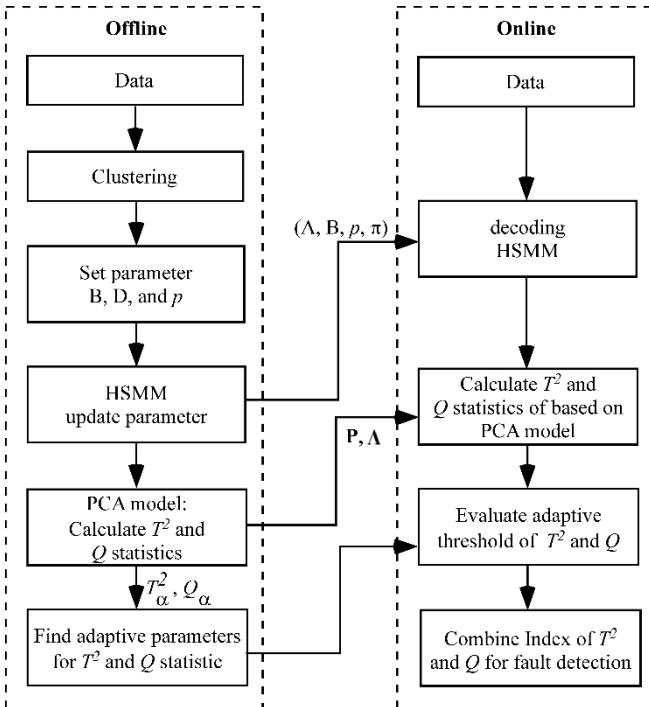 Offline
Data
Clustering
Set parameter
B, D, and p
HSMM
update parameter
PCA model:
Calculate T² and
Q statistics
T²α, Qα
Find adaptive parameters
for T² and Q statistic
(Λ, B, p, π)
P, Λ
Online
Data
decoding
HSMM
Calculate T² and
Q statistics of based on
PCA model
Evaluate adaptive
threshold of T² and Q
Combine Index of T²
and Q for fault detection